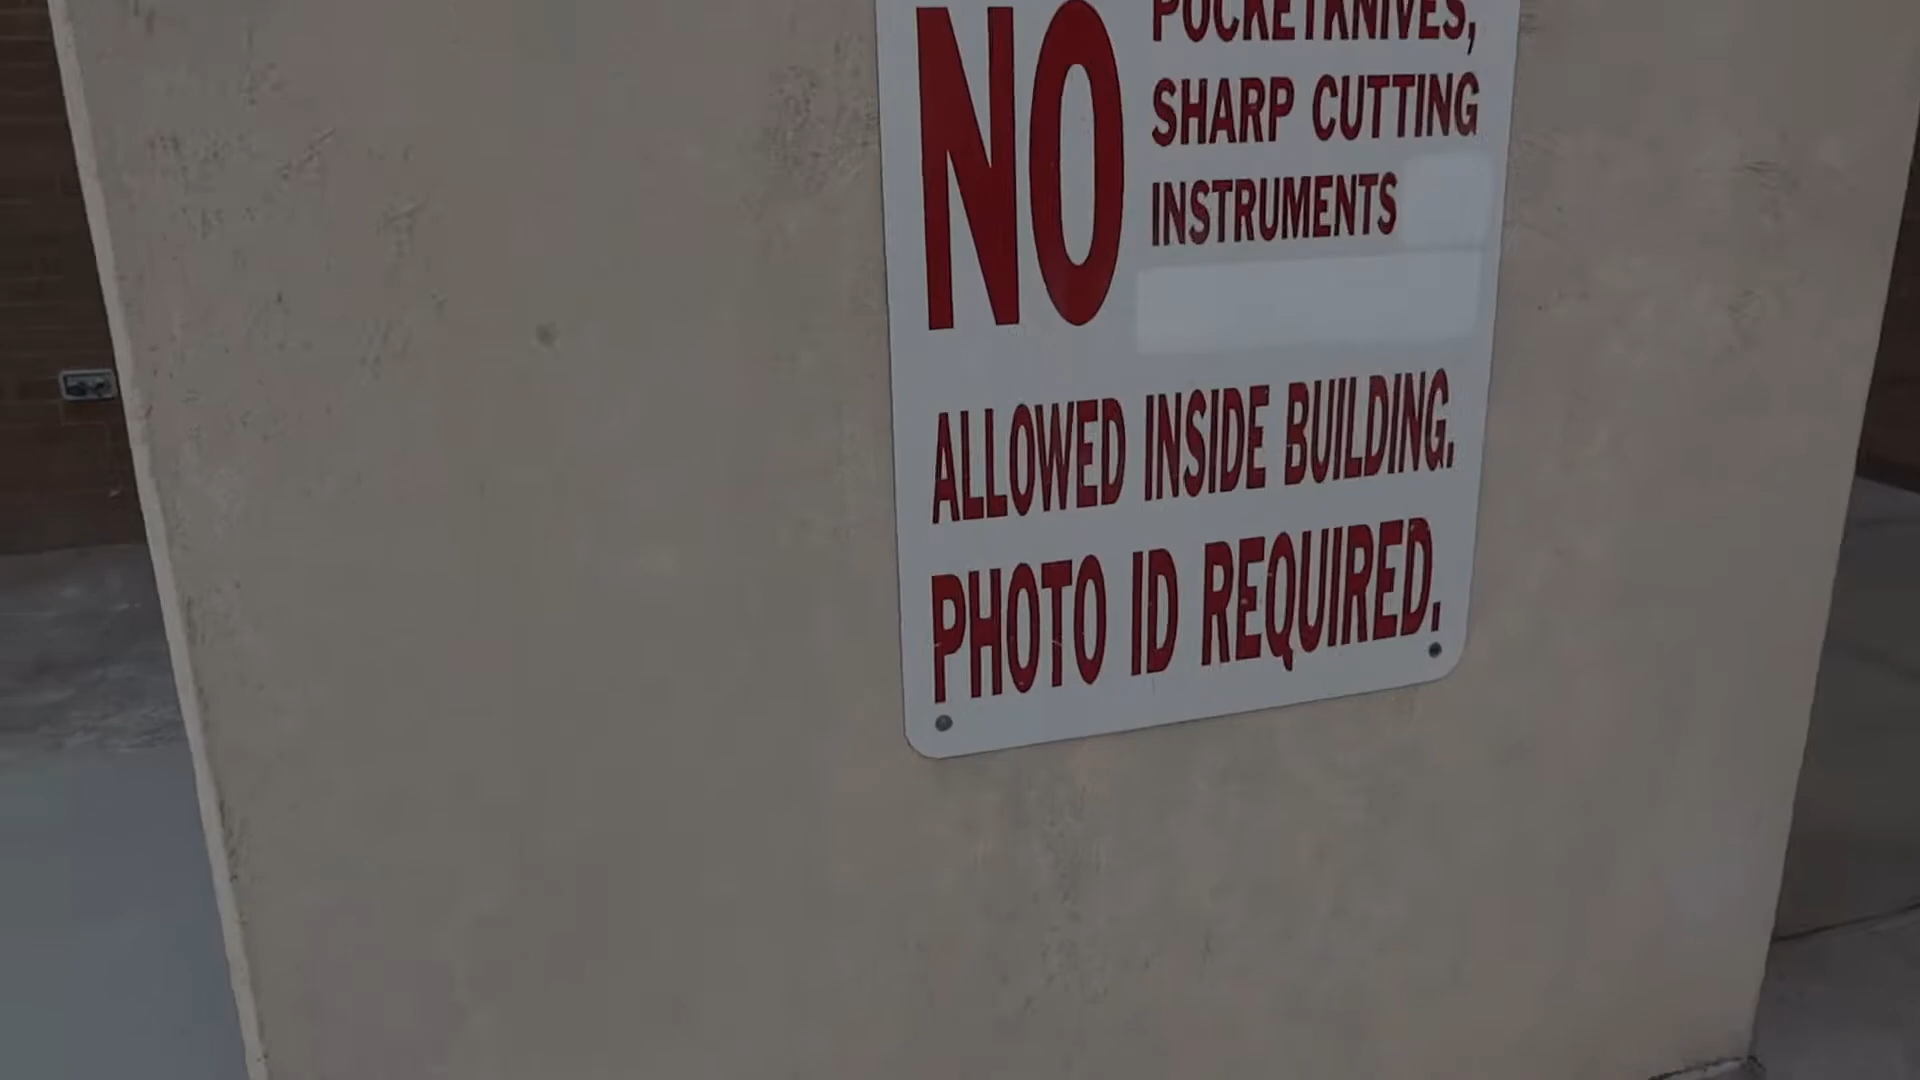 NO
POCKETKNIVES,
SHARP CUTTING
INSTRUMENTS
ALLOWED INSIDE BUILDING.
PHOTO ID REQUIRED.